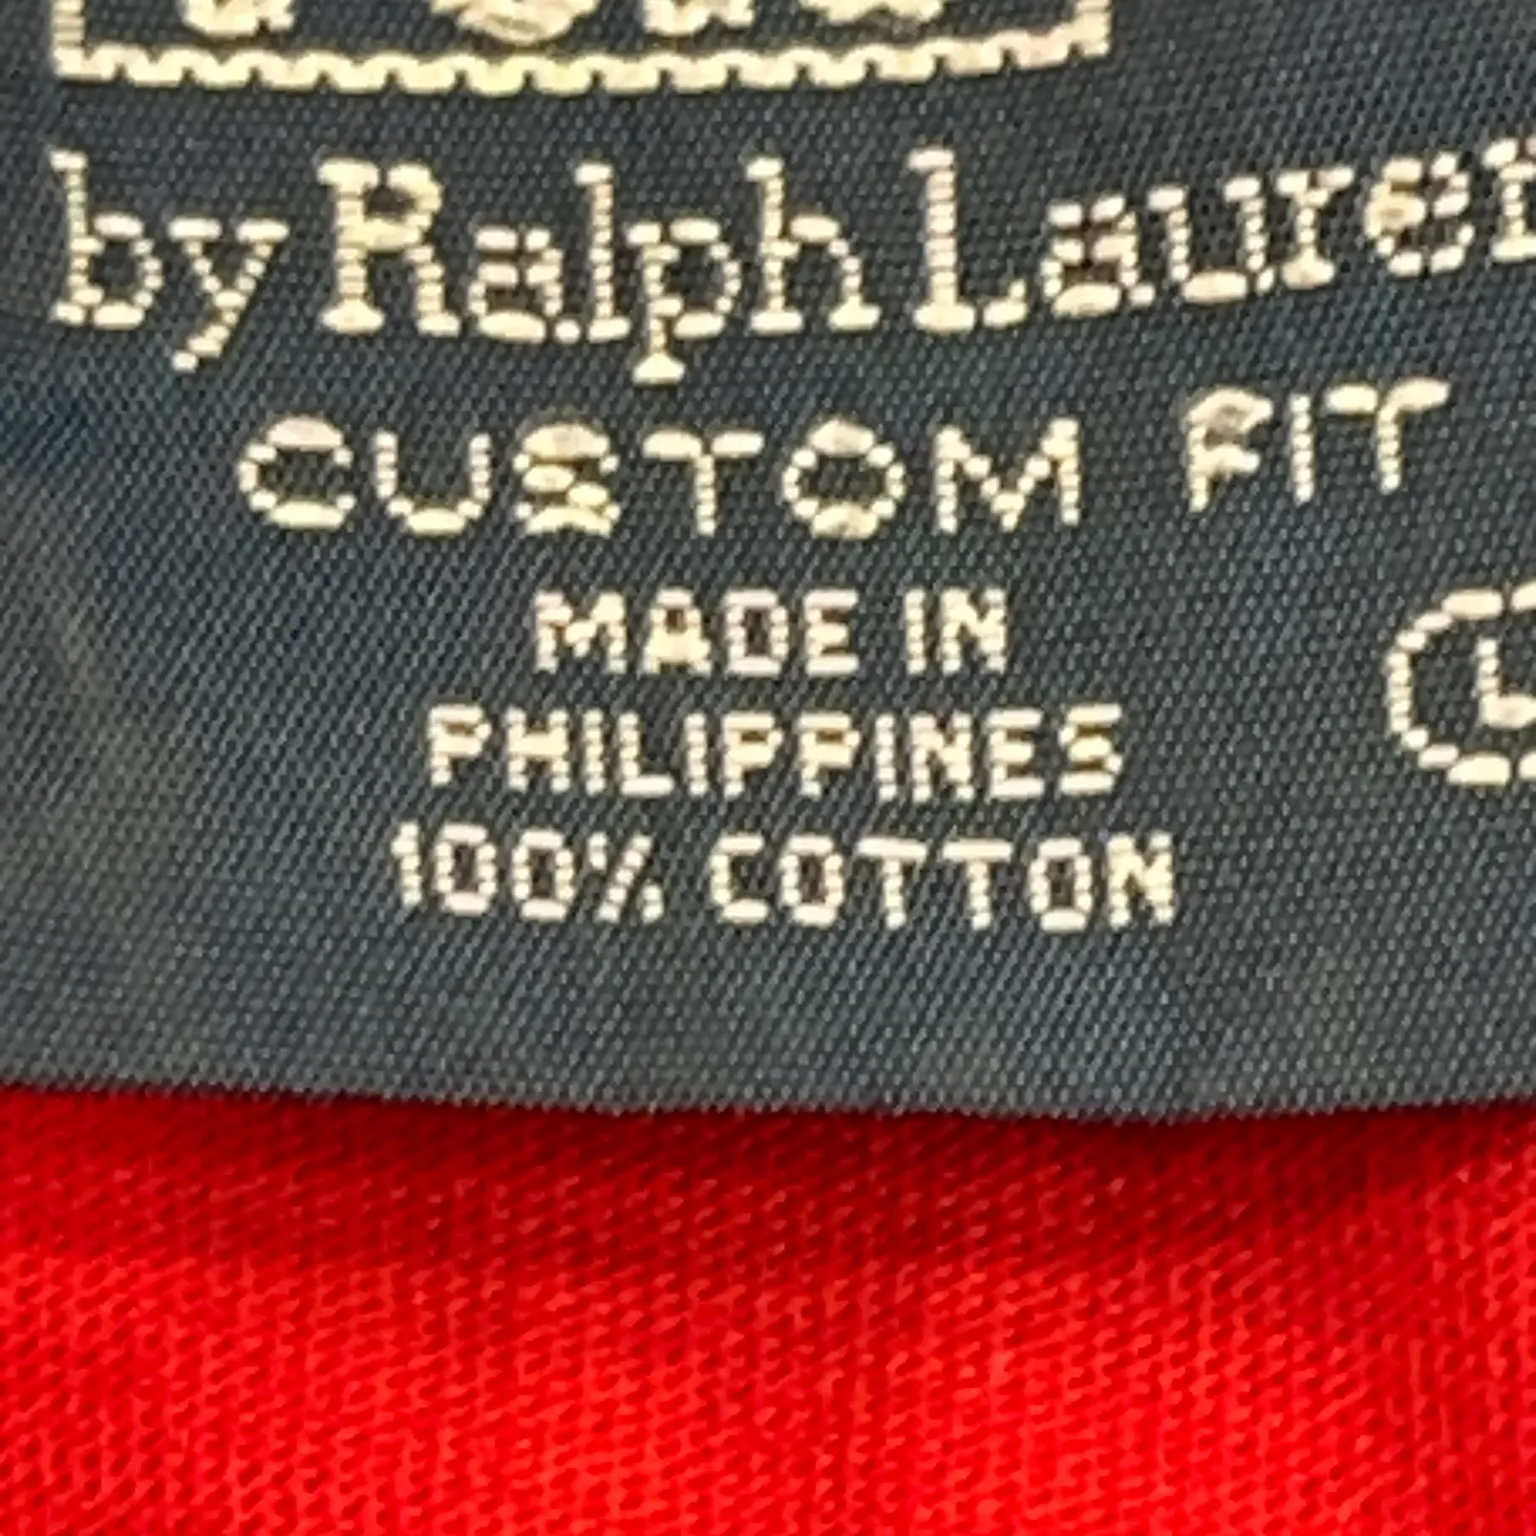 by Ralph Lauren
CUSTOM FIT
MADE IN
L
PHILIPPINES
100% COTTON